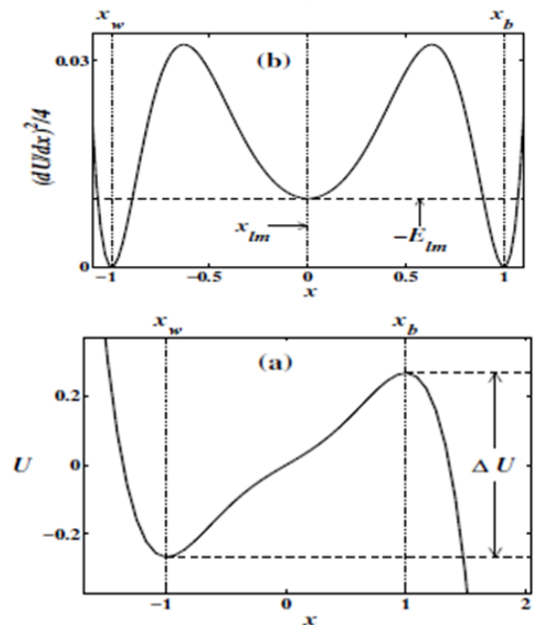 x_w x_b
0.03
(b)
(dU/dx)²/4
x_lm
−E_lm
0
−1 −0.5 0 0.5 1
x
x_w x_b
(a)
0.2
U 0 Δ U
−0.2
−1 0 1 2
x